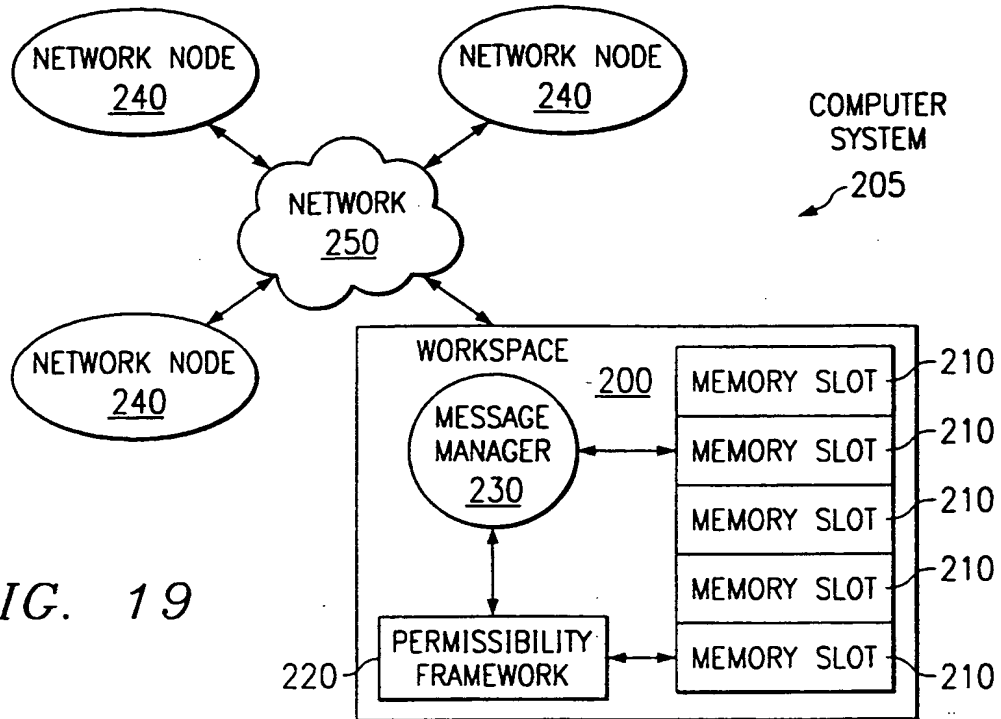 NETWORK NODE
240
NETWORK NODE
240
COMPUTER
SYSTEM
205
NETWORK
250
NETWORK NODE
240
WORKSPACE
200
MESSAGE
MANAGER
230
MEMORY SLOT
210
MEMORY SLOT
210
MEMORY SLOT
210
MEMORY SLOT
210
MEMORY SLOT
210
PERMISSIBILITY
FRAMEWORK
220
IG. 19